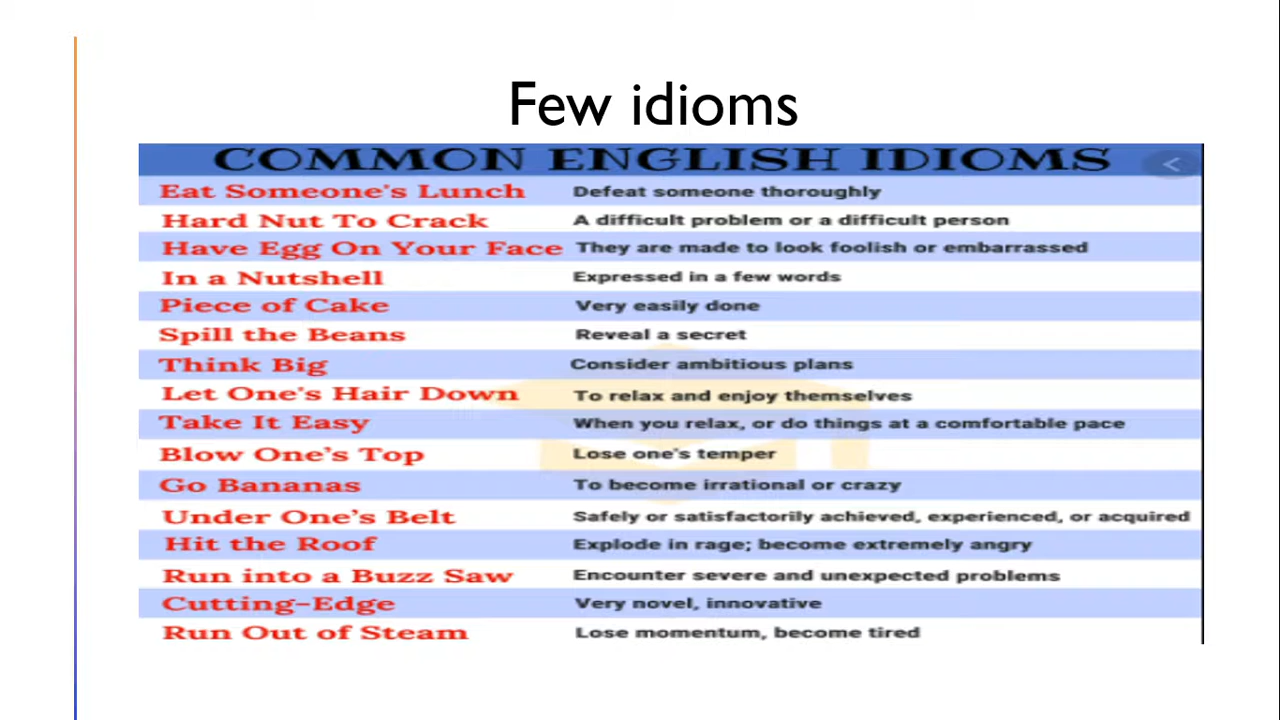 Few idioms
COMMON ENGLISH IDIOMS
Eat Someone's Lunch Defeat someone thoroughly
Hard Nut To Crack A difficult problem or a difficult person
Have Egg On Your Face They are made to look foolish or embarrassed
In a Nutshell Expressed in a few words
Piece of Cake Very easily done
Spill the Beans Reveal a secret
Think Big Consider ambitious plans
Let One's Hair Down To relax and enjoy themselves
Take It Easy When you relax, or do things at a comfortable pace
Blow One's Top Lose one's temper
Go Bananas To become irrational or crazy
Under One's Belt Safely or satisfactorily achieved, experienced, or acquired
Hit the Roof Explode in rage; become extremely angry
Run into a Buzz Saw Encounter severe and unexpected problems
Cutting-Edge Very novel, innovative
Run Out of Steam Lose momentum, become tired